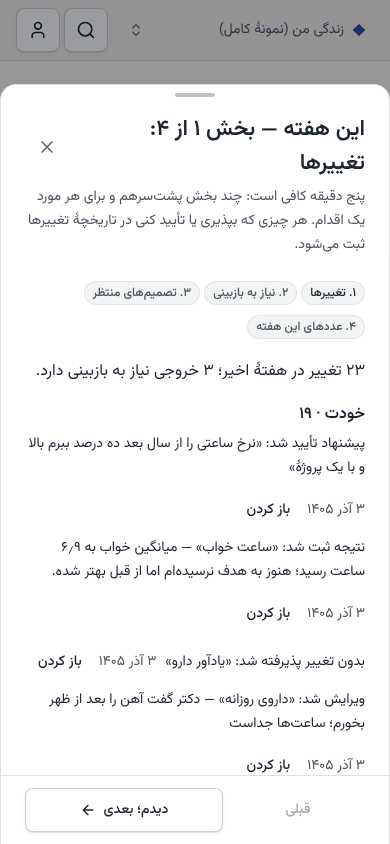 زندگی من (نمونهٔ کامل)
این هفته — بخش ۱ از ۴:
تغییرها
پنج دقیقه کافی است: چند بخش پشت‌سرهم و برای هر مورد
یک اقدام. هر چیزی که بپذیری یا تأیید کنی در تاریخچهٔ تغییرها
ثبت می‌شود.
۱. تغییرها
۲. نیاز به بازبینی
۳. تصمیم‌های منتظر
۴. عددهای این هفته
۲۳ تغییر در هفتهٔ اخیر؛ ۳ خروجی نیاز به بازبینی دارد.
خودت · ۱۹
پیشنهاد تأیید شد: «نرخ ساعتی را از سال بعد ده درصد ببرم بالا
و با یک پروژهٔ»
۳ آذر ۱۴۰۵ باز کردن
نتیجه ثبت شد: «ساعت خواب» — میانگین خواب به ۶٫۹
ساعت رسید؛ هنوز به هدف نرسیده‌ام اما از قبل بهتر شده.
۳ آذر ۱۴۰۵ باز کردن
بدون تغییر پذیرفته شد: «یادآور دارو» ۳ آذر ۱۴۰۵ باز کردن
ویرایش شد: «داروی روزانه» — دکتر گفت آهن را بعد از ظهر
بخورم؛ ساعت‌ها جداست
۳ آذر ۱۴۰۵ باز کردن
قبلی
دیدم؛ بعدی